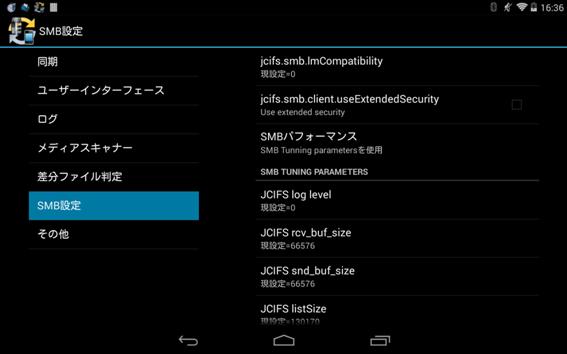 16:36
SMB設定
同期
ユーザーインターフェース
ログ
メディアスキャナー
差分ファイル判定
SMB設定
その他
jcifs.smb.lmCompatibility
現設定=0
jcifs.smb.client.useExtendedSecurity
Use extended security
SMBパフォーマンス
SMB Tunning parametersを使用
SMB TUNING PARAMETERS
JCIFS log level
現設定=0
JCIFS rcv_buf_size
現設定=66576
JCIFS snd_buf_size
現設定=66576
JCIFS listSize
現設定=130170